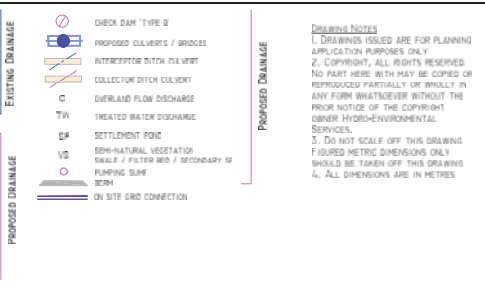 EXISTING DRAINAGE
PROPOSED DRAINAGE
CHECK DAM 'TYPE B'
PROPOSED CULVERTS / BRIDGES
INTERCEPTOR DITCH CULVERT
COLLECTOR DITCH CULVERT
OVERLAND FLOW DISCHARGE
TW TREATED WATER DISCHARGE
SP SETTLEMENT POND
VS SEMI-NATURAL VEGETATION
SWALE / FILTER BED / SECONDARY SP
PUMPING SUMP
BERM
ON SITE GRID CONNECTION
PROPOSED DRAINAGE
DRAWING NOTES
1. DRAWINGS ISSUED ARE FOR PLANNING
APPLICATION PURPOSES ONLY
2. COPYRIGHT, ALL RIGHTS RESERVED.
NO PART HERE WITH MAY BE COPIED OR
REPRODUCED PARTIALLY OR WHOLLY IN
ANY FORM WHATSOEVER WITHOUT THE
PRIOR NOTICE OF THE COPYRIGHT
OWNER HYDRO-ENVIRONMENTAL
SERVICES.
3. DO NOT SCALE OFF THIS DRAWING
FIGURED METRIC DIMENSIONS ONLY
SHOULD BE TAKEN OFF THIS DRAWING
4. ALL DIMENSIONS ARE IN METRES